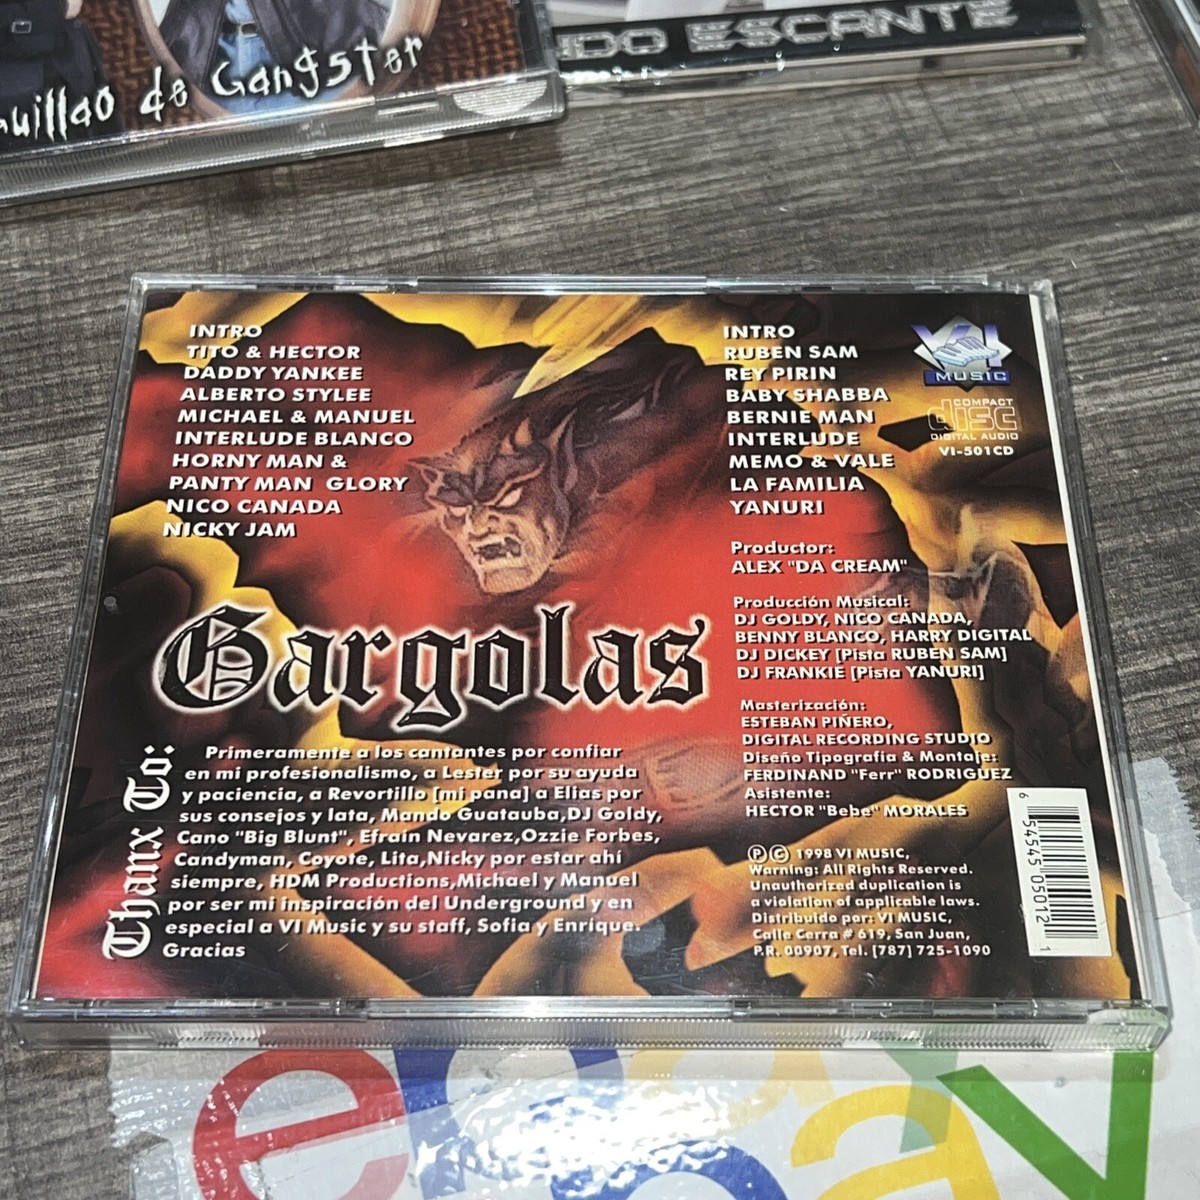 de Gangster
ESCANTE
INTRO
TITO & HECTOR
DADDY YANKEE
ALBERTO STYLEE
MICHAEL & MANUEL
INTERLUDE BLANCO
HORNY MAN &
PANTY MAN GLORY
NICO CANADA
NICKY JAM
INTRO
RUBEN SAM
REY PIRIN
BABY SHABBA
BERNIE MAN
INTERLUDE
MEMO & VALE
LA FAMILIA
YANURI
VI
MUSIC
COMPACT
disc
DIGITAL AUDIO
VI-501CD
Productor:
ALEX "DA CREAM"
Producción Musical:
DJ GOLDY, NICO CANADA,
BENNY BLANCO, HARRY DIGITAL
DJ DICKEY [Pista RUBEN SAM]
DJ FRANKIE [Pista YANURI]
Masterización:
ESTEBAN PIÑERO,
DIGITAL RECORDING STUDIO
Diseño Tipografía & Montaje:
FERDINAND "Ferr" RODRIGUEZ
Asistente:
HECTOR "Bebe" MORALES
Gargolas
Thanx To:
Primeramente a los cantantes por confiar
en mi profesionalismo, a Lester por su ayuda
y paciencia, a Revortillo [mi pana] a Elias por
sus consejos y lata, Mando Guatauba,DJ Goldy,
Cano "Big Blunt", Efraín Nevarez,Ozzie Forbes,
Candyman, Coyote, Lita,Nicky por estar ahí
siempre, HDM Productions,Michael y Manuel
por ser mi inspiración del Underground y en
especial a VI Music y su staff, Sofia y Enrique.
Gracias
℗ © 1998 VI MUSIC,
Warning: All Rights Reserved.
Unauthorized duplication is
a violation of applicable laws.
Distribuido por: VI MUSIC,
Calle Cerra # 619, San Juan,
P.R. 00907, Tel. [787] 725-1090
6 54545 05012 1
ebay